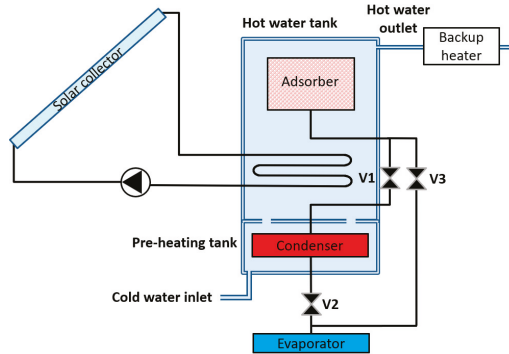 Hot water tank
Hot water
outlet
Backup
heater
Solar collector
Adsorber
V1
V3
Pre-heating tank
Condenser
Cold water inlet
V2
Evaporator